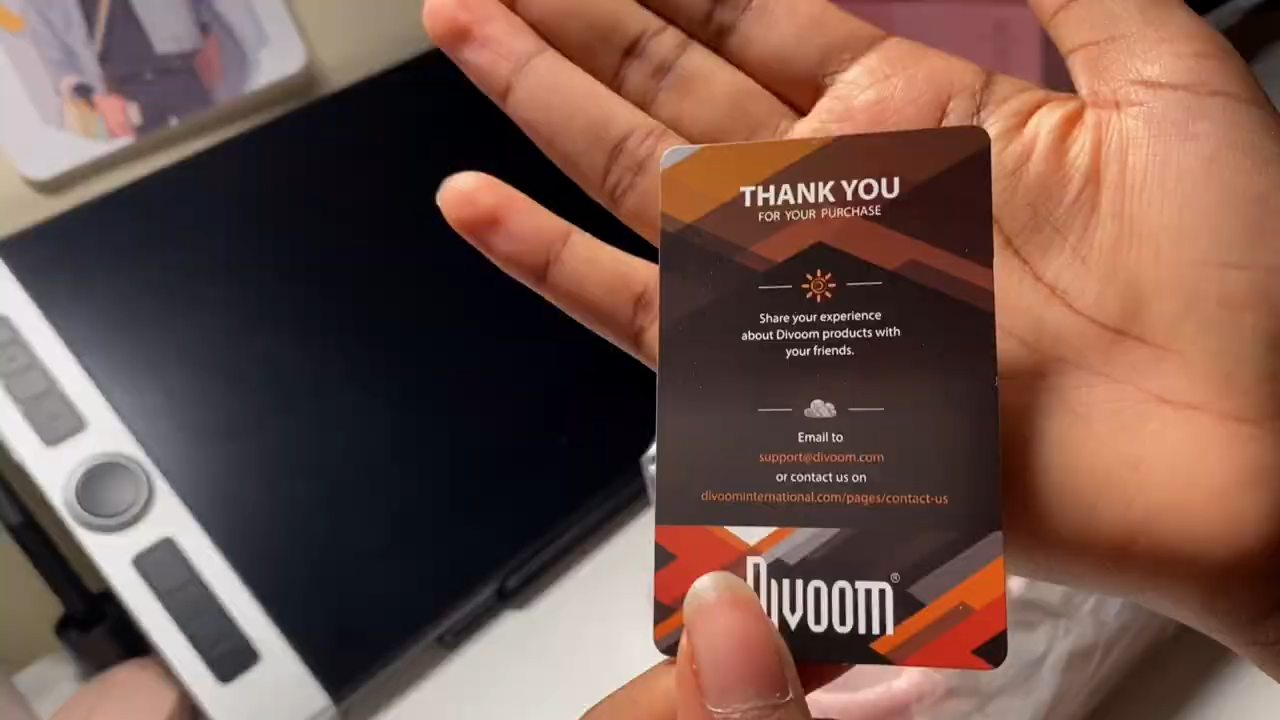 THANK YOU
FOR YOUR PURCHASE
Share your experience
about Divoom products with
your friends.
Email to
support@divoom.com
or contact us on
divoominternational.com/pages/contact-us
Divoom®